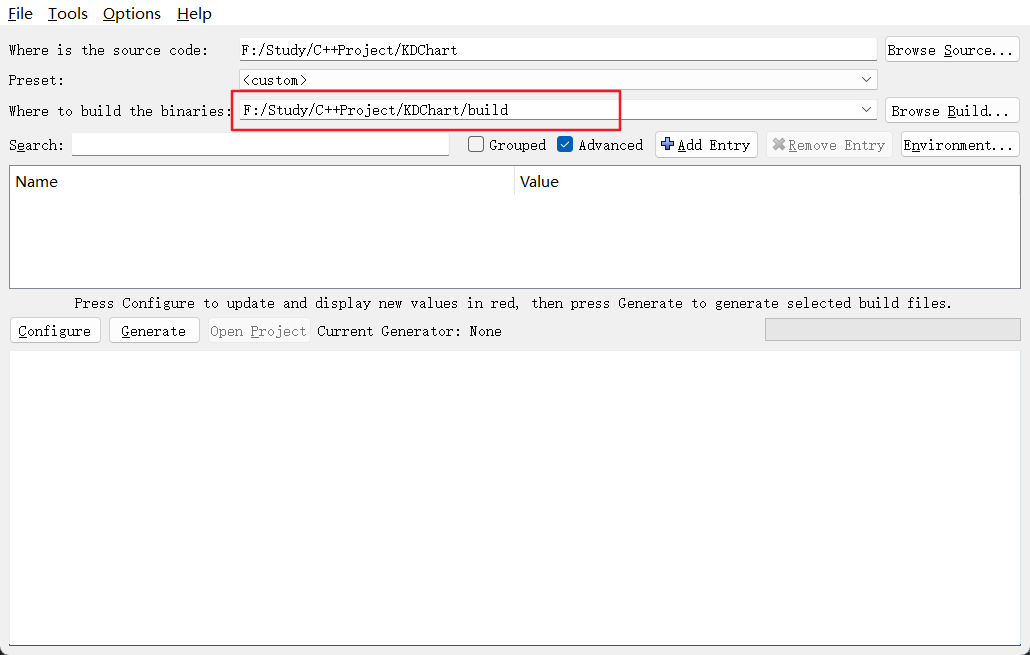 File Tools Options Help
Where is the source code: F:/Study/C++Project/KDChart Browse Source...
Preset: <custom>
Where to build the binaries: F:/Study/C++Project/KDChart/build Browse Build...
Search: Grouped Advanced Add Entry Remove Entry Environment...
Name Value
Press Configure to update and display new values in red, then press Generate to generate selected build files.
Configure Generate Open Project Current Generator: None